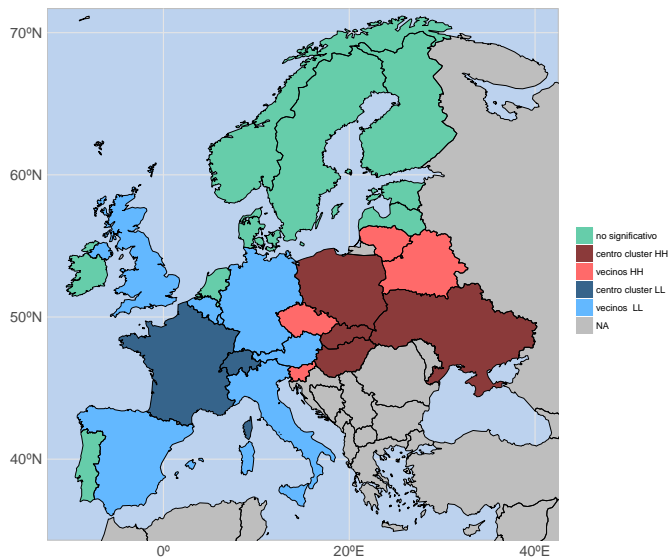 70ºN
60ºN
50ºN
40ºN
0º
20ºE
40ºE
no significativo
centro cluster HH
vecinos HH
centro cluster LL
vecinos  LL
NA